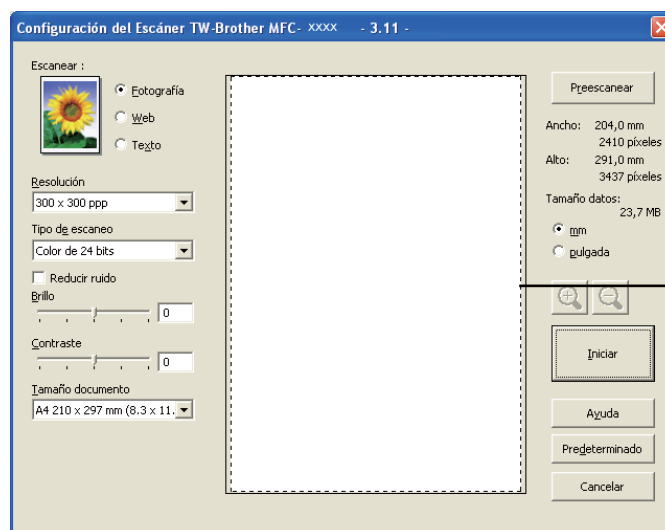 Configuración del Escáner TW-Brother MFC- xxxx - 3.11 -
Escanear :
Fotografía
Web
Texto
Resolución
300 x 300 ppp
Tipo de escaneo
Color de 24 bits
Reducir ruido
Brillo
0
Contraste
0
Tamaño documento
A4 210 x 297 mm (8.3 x 11.
Preescanear
Ancho: 204,0 mm
2410 píxeles
Alto: 291,0 mm
3437 píxeles
Tamaño datos:
23,7 MB
mm
pulgada
Iniciar
Ayuda
Predeterminado
Cancelar